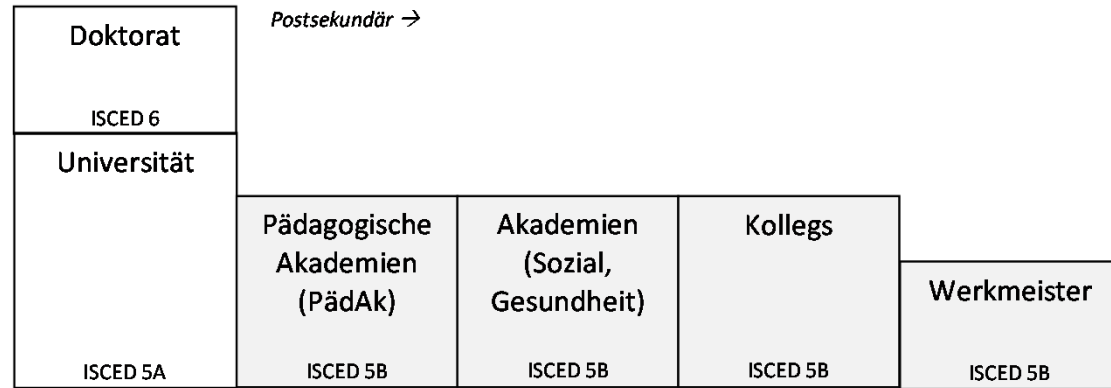 Postsekundär →
Doktorat
ISCED 6
Universität
ISCED 5A
Pädagogische
Akademien
(PädAk)
ISCED 5B
Akademien
(Sozial,
Gesundheit)
ISCED 5B
Kollegs
ISCED 5B
Werkmeister
ISCED 5B